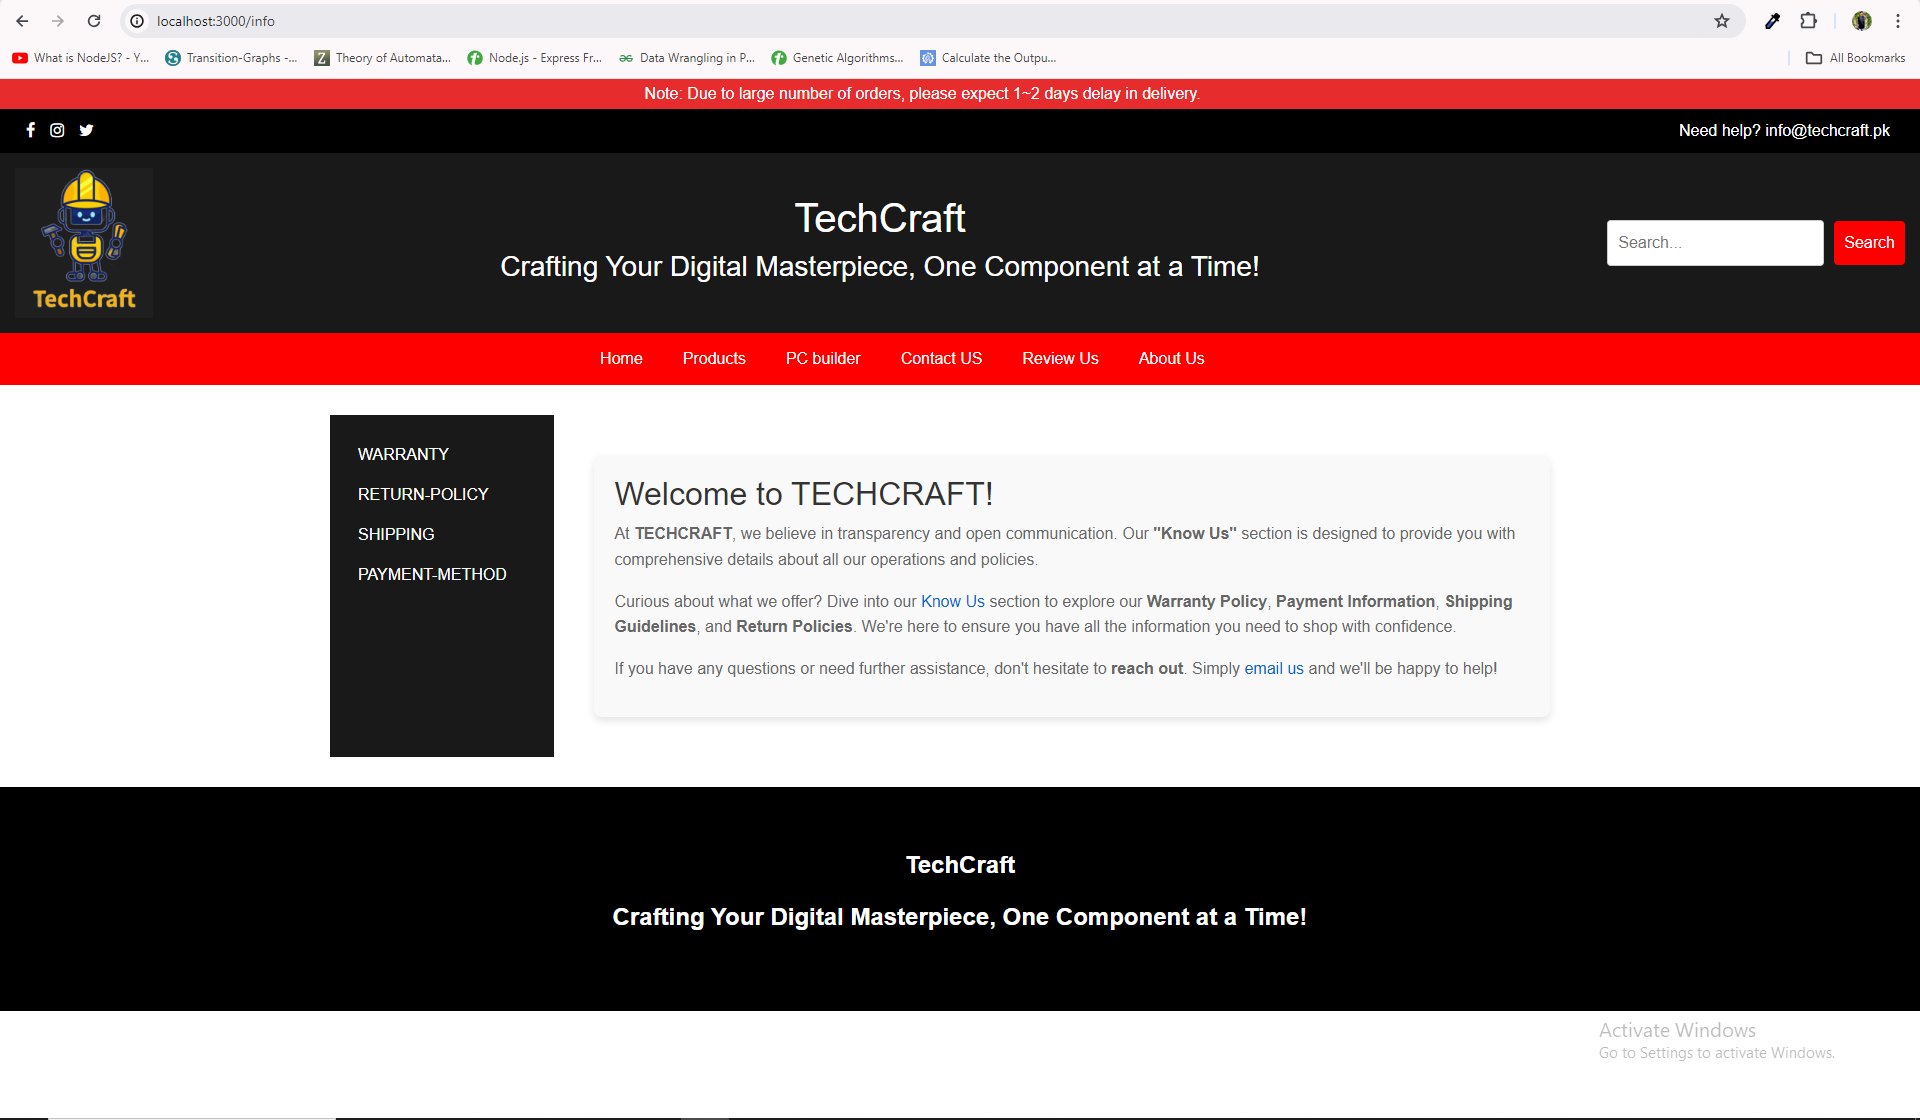 localhost:3000/info
What is NodeJS? - Y...
Transition-Graphs -...
Theory of Automata...
Node.js - Express Fr...
Data Wrangling in P...
Genetic Algorithms...
Calculate the Outpu...
All Bookmarks
Note: Due to large number of orders, please expect 1~2 days delay in delivery.
Need help? info@techcraft.pk
TechCraft
TechCraft
Crafting Your Digital Masterpiece, One Component at a Time!
Search...
Search
Home
Products
PC builder
Contact US
Review Us
About Us
WARRANTY
RETURN-POLICY
SHIPPING
PAYMENT-METHOD
Welcome to TECHCRAFT!
At TECHCRAFT, we believe in transparency and open communication. Our "Know Us" section is designed to provide you with
comprehensive details about all our operations and policies.
Curious about what we offer? Dive into our Know Us section to explore our Warranty Policy, Payment Information, Shipping
Guidelines, and Return Policies. We're here to ensure you have all the information you need to shop with confidence.
If you have any questions or need further assistance, don't hesitate to reach out. Simply email us and we'll be happy to help!
TechCraft
Crafting Your Digital Masterpiece, One Component at a Time!
Activate Windows
Go to Settings to activate Windows.